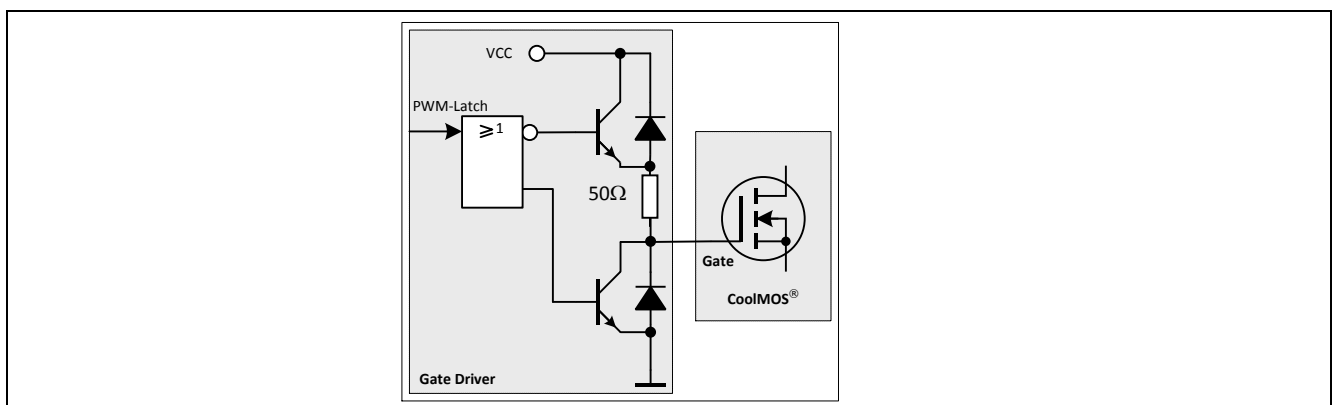 VCC
PWM-Latch
⩾1
50Ω
Gate
CoolMOS®
Gate Driver